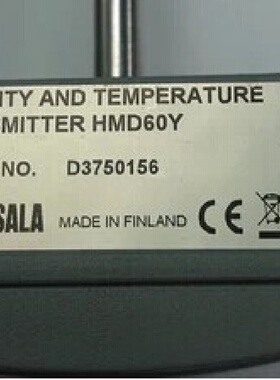 ITY AND TEMPERATURE
MITTER HMD60Y
NO. D3750156
SALA MADE IN FINLAND CE